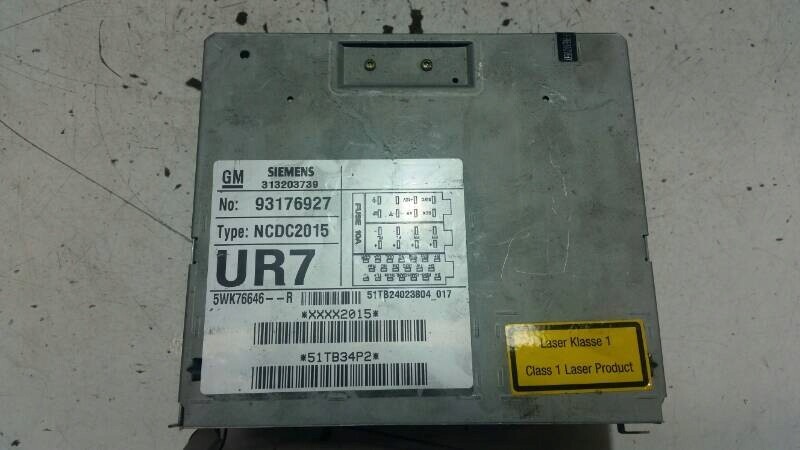 GM SIEMENS
313203739
No: 93176927
Type: NCDC2015
UR7
FUSE 10A
5WK76646--R 51TB24023804_017
*XXXX2015*
*51TB34P2*
Laser Klasse 1
Class 1 Laser Product